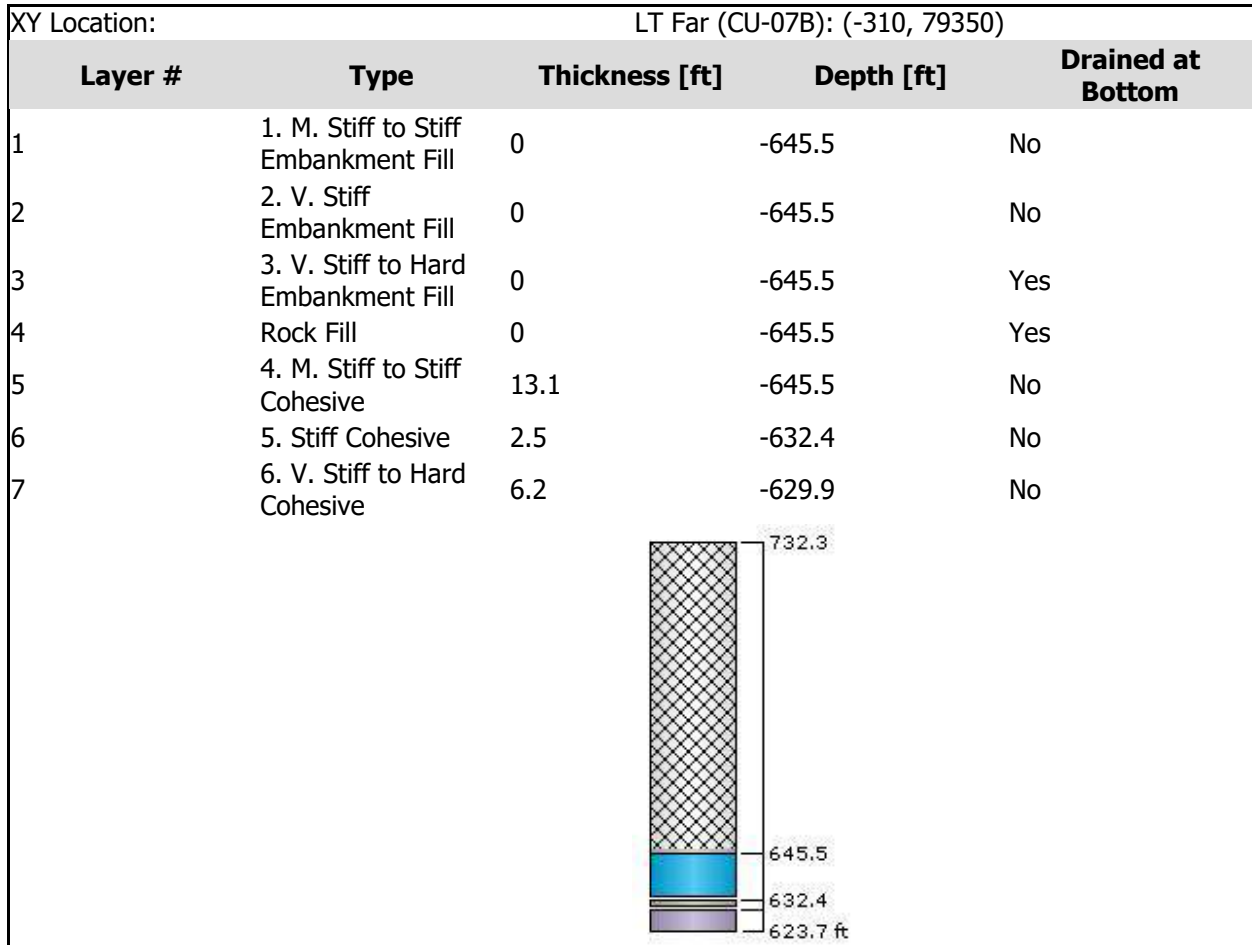 XY Location: LT Far (CU-07B): (-310, 79350)
Layer # Type Thickness [ft] Depth [ft] Drained at Bottom
1 1. M. Stiff to Stiff Embankment Fill 0 -645.5 No
2 2. V. Stiff Embankment Fill 0 -645.5 No
3 3. V. Stiff to Hard Embankment Fill 0 -645.5 Yes
4 Rock Fill 0 -645.5 Yes
5 4. M. Stiff to Stiff Cohesive 13.1 -645.5 No
6 5. Stiff Cohesive 2.5 -632.4 No
7 6. V. Stiff to Hard Cohesive 6.2 -629.9 No
732.3
645.5
632.4
623.7 ft